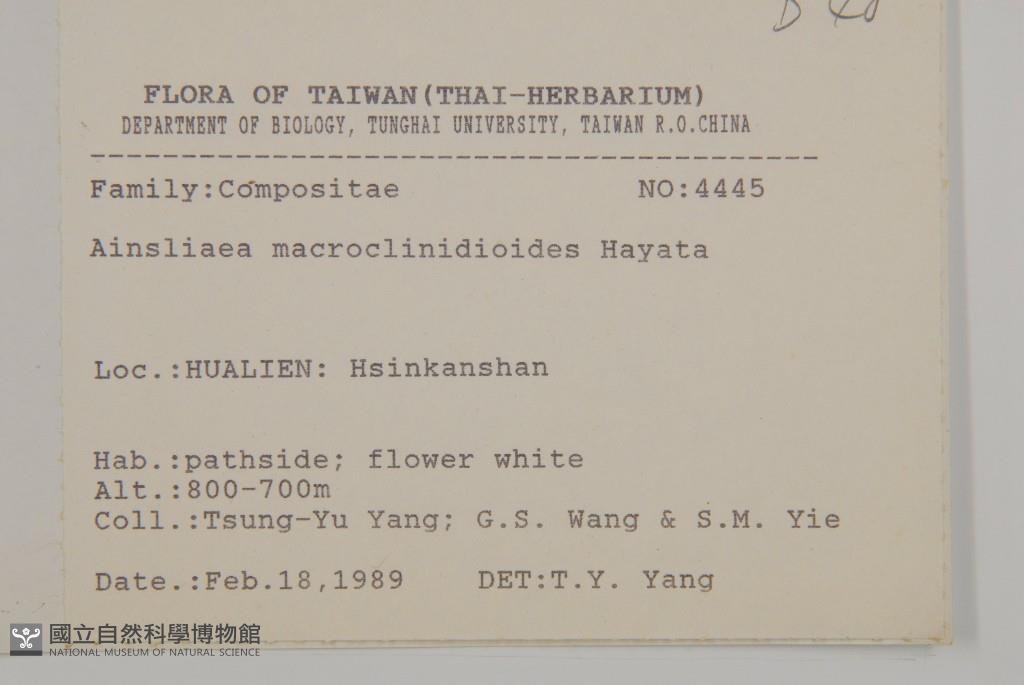 D 40
FLORA OF TAIWAN(THAI-HERBARIUM)
DEPARTMENT OF BIOLOGY, TUNGHAI UNIVERSITY, TAIWAN R.O.CHINA
----------------------------------------
Family:Compositae NO:4445
Ainsliaea macroclinidioides Hayata
Loc.:HUALIEN: Hsinkanshan
Hab.:pathside; flower white
Alt.:800-700m
Coll.:Tsung-Yu Yang; G.S. Wang & S.M. Yie
Date.:Feb.18,1989 DET:T.Y. Yang
國立自然科學博物館
NATIONAL MUSEUM OF NATURAL SCIENCE